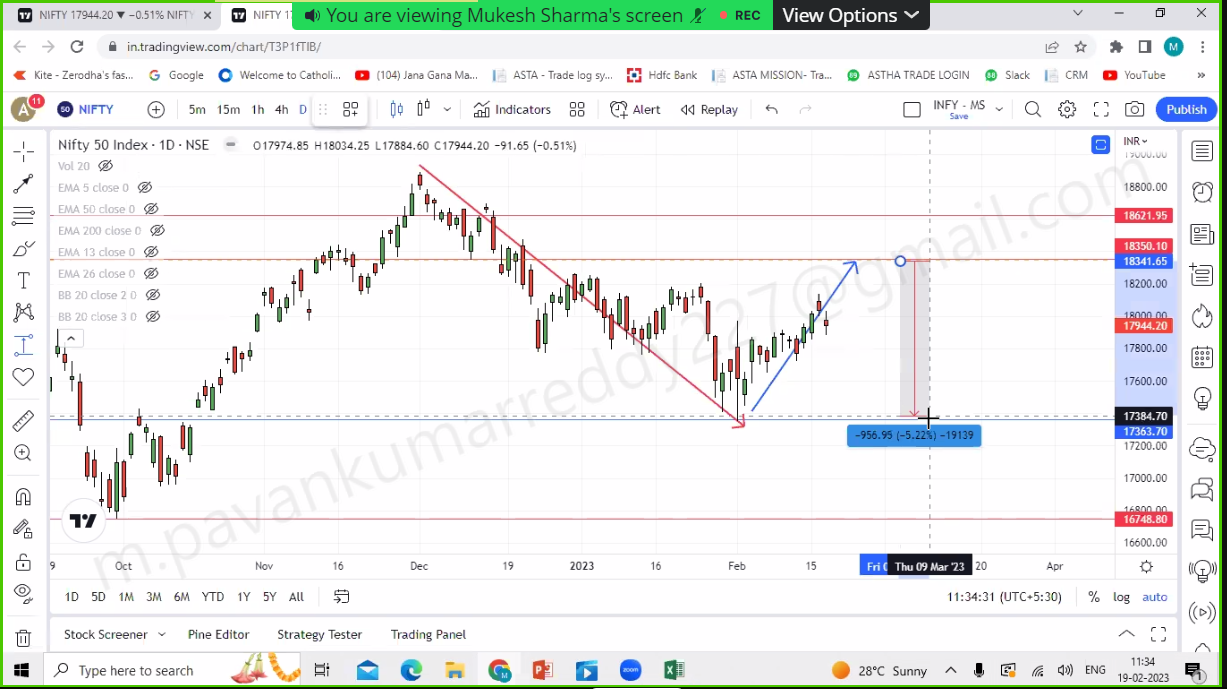 NIFTY 17944.20 ▼ −0.51% NIFTY
NIFTY 17
You are viewing Mukesh Sharma's screen
REC
View Options
in.tradingview.com/chart/T3P1fTIB/
M
Kite - Zerodha's fas...
Google
Welcome to Catholi...
(104) Jana Gana Ma...
ASTA - Trade log sy...
Hdfc Bank
ASTA MISSION- Tra...
ASTHA TRADE LOGIN
Slack
CRM
YouTube
»
A
11
50
NIFTY
5m
15m
1h
4h
D
Indicators
Alert
Replay
INFY - MS
Save
Publish
Nifty 50 Index · 1D · NSE
O17974.85 H18034.25 L17884.60 C17944.20 −91.65 (−0.51%)
INR
Vol 20
EMA 5 close 0
EMA 50 close 0
EMA 200 close 0
EMA 13 close 0
EMA 26 close 0
BB 20 close 2 0
BB 20 close 3 0
19000.00
18800.00
18621.95
18350.10
18341.65
18200.00
18000.00
17944.20
17800.00
17600.00
17384.70
17363.70
17200.00
17000.00
16800.00
16748.80
16600.00
−956.95 (−5.22%) −19139
m.pavankumarreddy227@gmail.com
9
Oct
Nov
16
Dec
19
2023
16
Feb
15
Fri 0
Thu 09 Mar '23
20
Apr
1D
5D
1M
3M
6M
YTD
1Y
5Y
All
11:34:31 (UTC+5:30)
%
log
auto
Stock Screener
Pine Editor
Strategy Tester
Trading Panel
Type here to search
zoom
28°C Sunny
ENG
11:34
19-02-2023
1